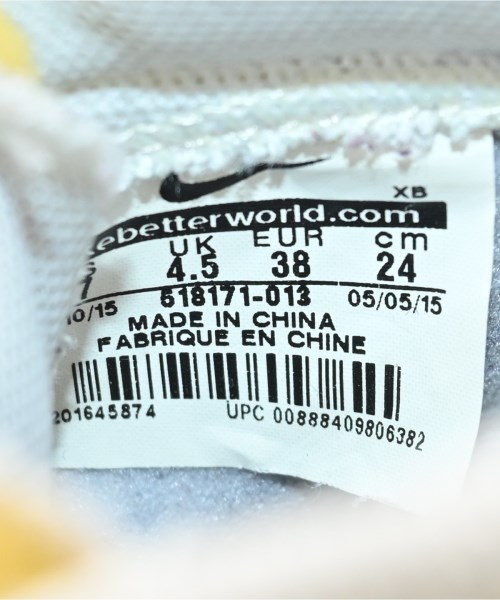 XB
ebetterworld.com
UK EUR cm
4.5 38 24
10/15 518171-013 05/05/15
MADE IN CHINA
FABRIQUE EN CHINE
201645874 UPC 00888409806382